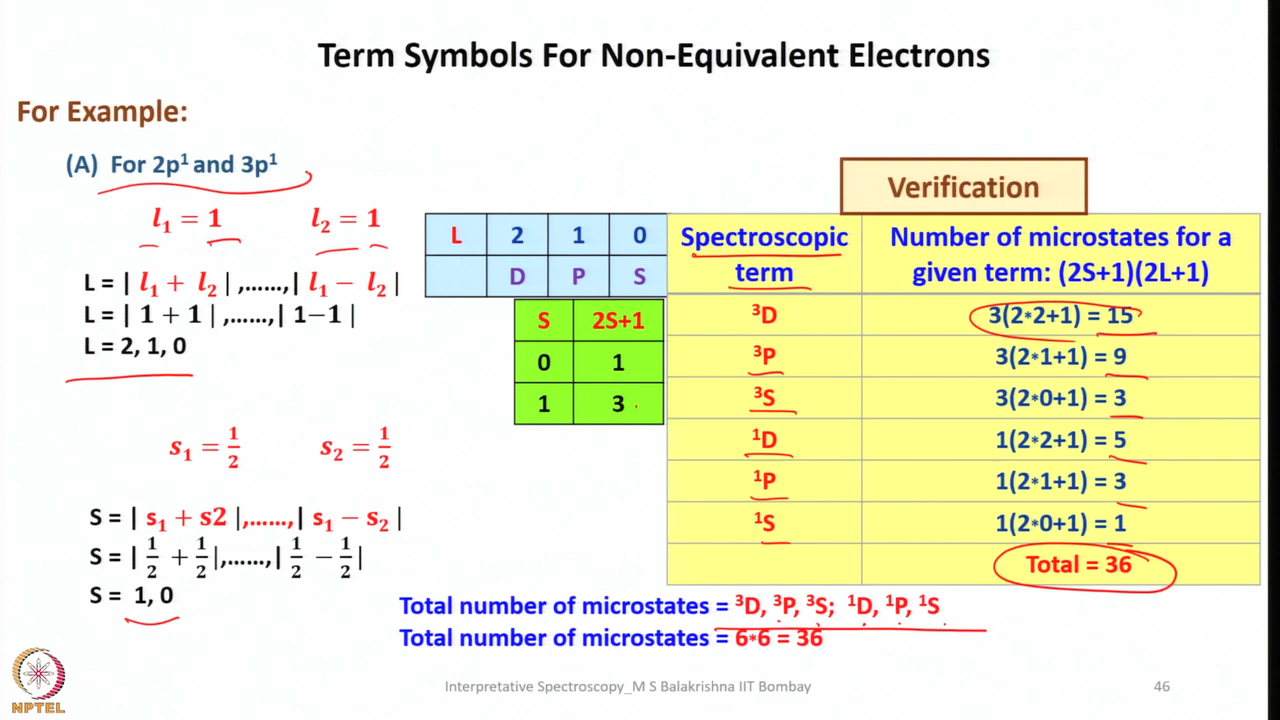 Term Symbols For Non-Equivalent Electrons
For Example:
(A) For 2p¹ and 3p¹
l₁ = 1 l₂ = 1
L = | l₁ + l₂ |,……,| l₁ − l₂ |
L = | 1 + 1 |,……,| 1−1 |
L = 2, 1, 0
s₁ = 1/2 s₂ = 1/2
S = | s₁ + s2 |,……,| s₁ − s₂ |
S = | 1/2 + 1/2 |,……,| 1/2 − 1/2 |
S = 1, 0
L 2 1 0
D P S
S 2S+1
0 1
1 3
Verification
Spectroscopic term Number of microstates for a
given term: (2S+1)(2L+1)
³D 3(2*2+1) = 15
³P 3(2*1+1) = 9
³S 3(2*0+1) = 3
¹D 1(2*2+1) = 5
¹P 1(2*1+1) = 3
¹S 1(2*0+1) = 1
Total = 36
Total number of microstates = ³D, ³P, ³S; ¹D, ¹P, ¹S
Total number of microstates = 6*6 = 36
NPTEL
Interpretative Spectroscopy_M S Balakrishna IIT Bombay
46